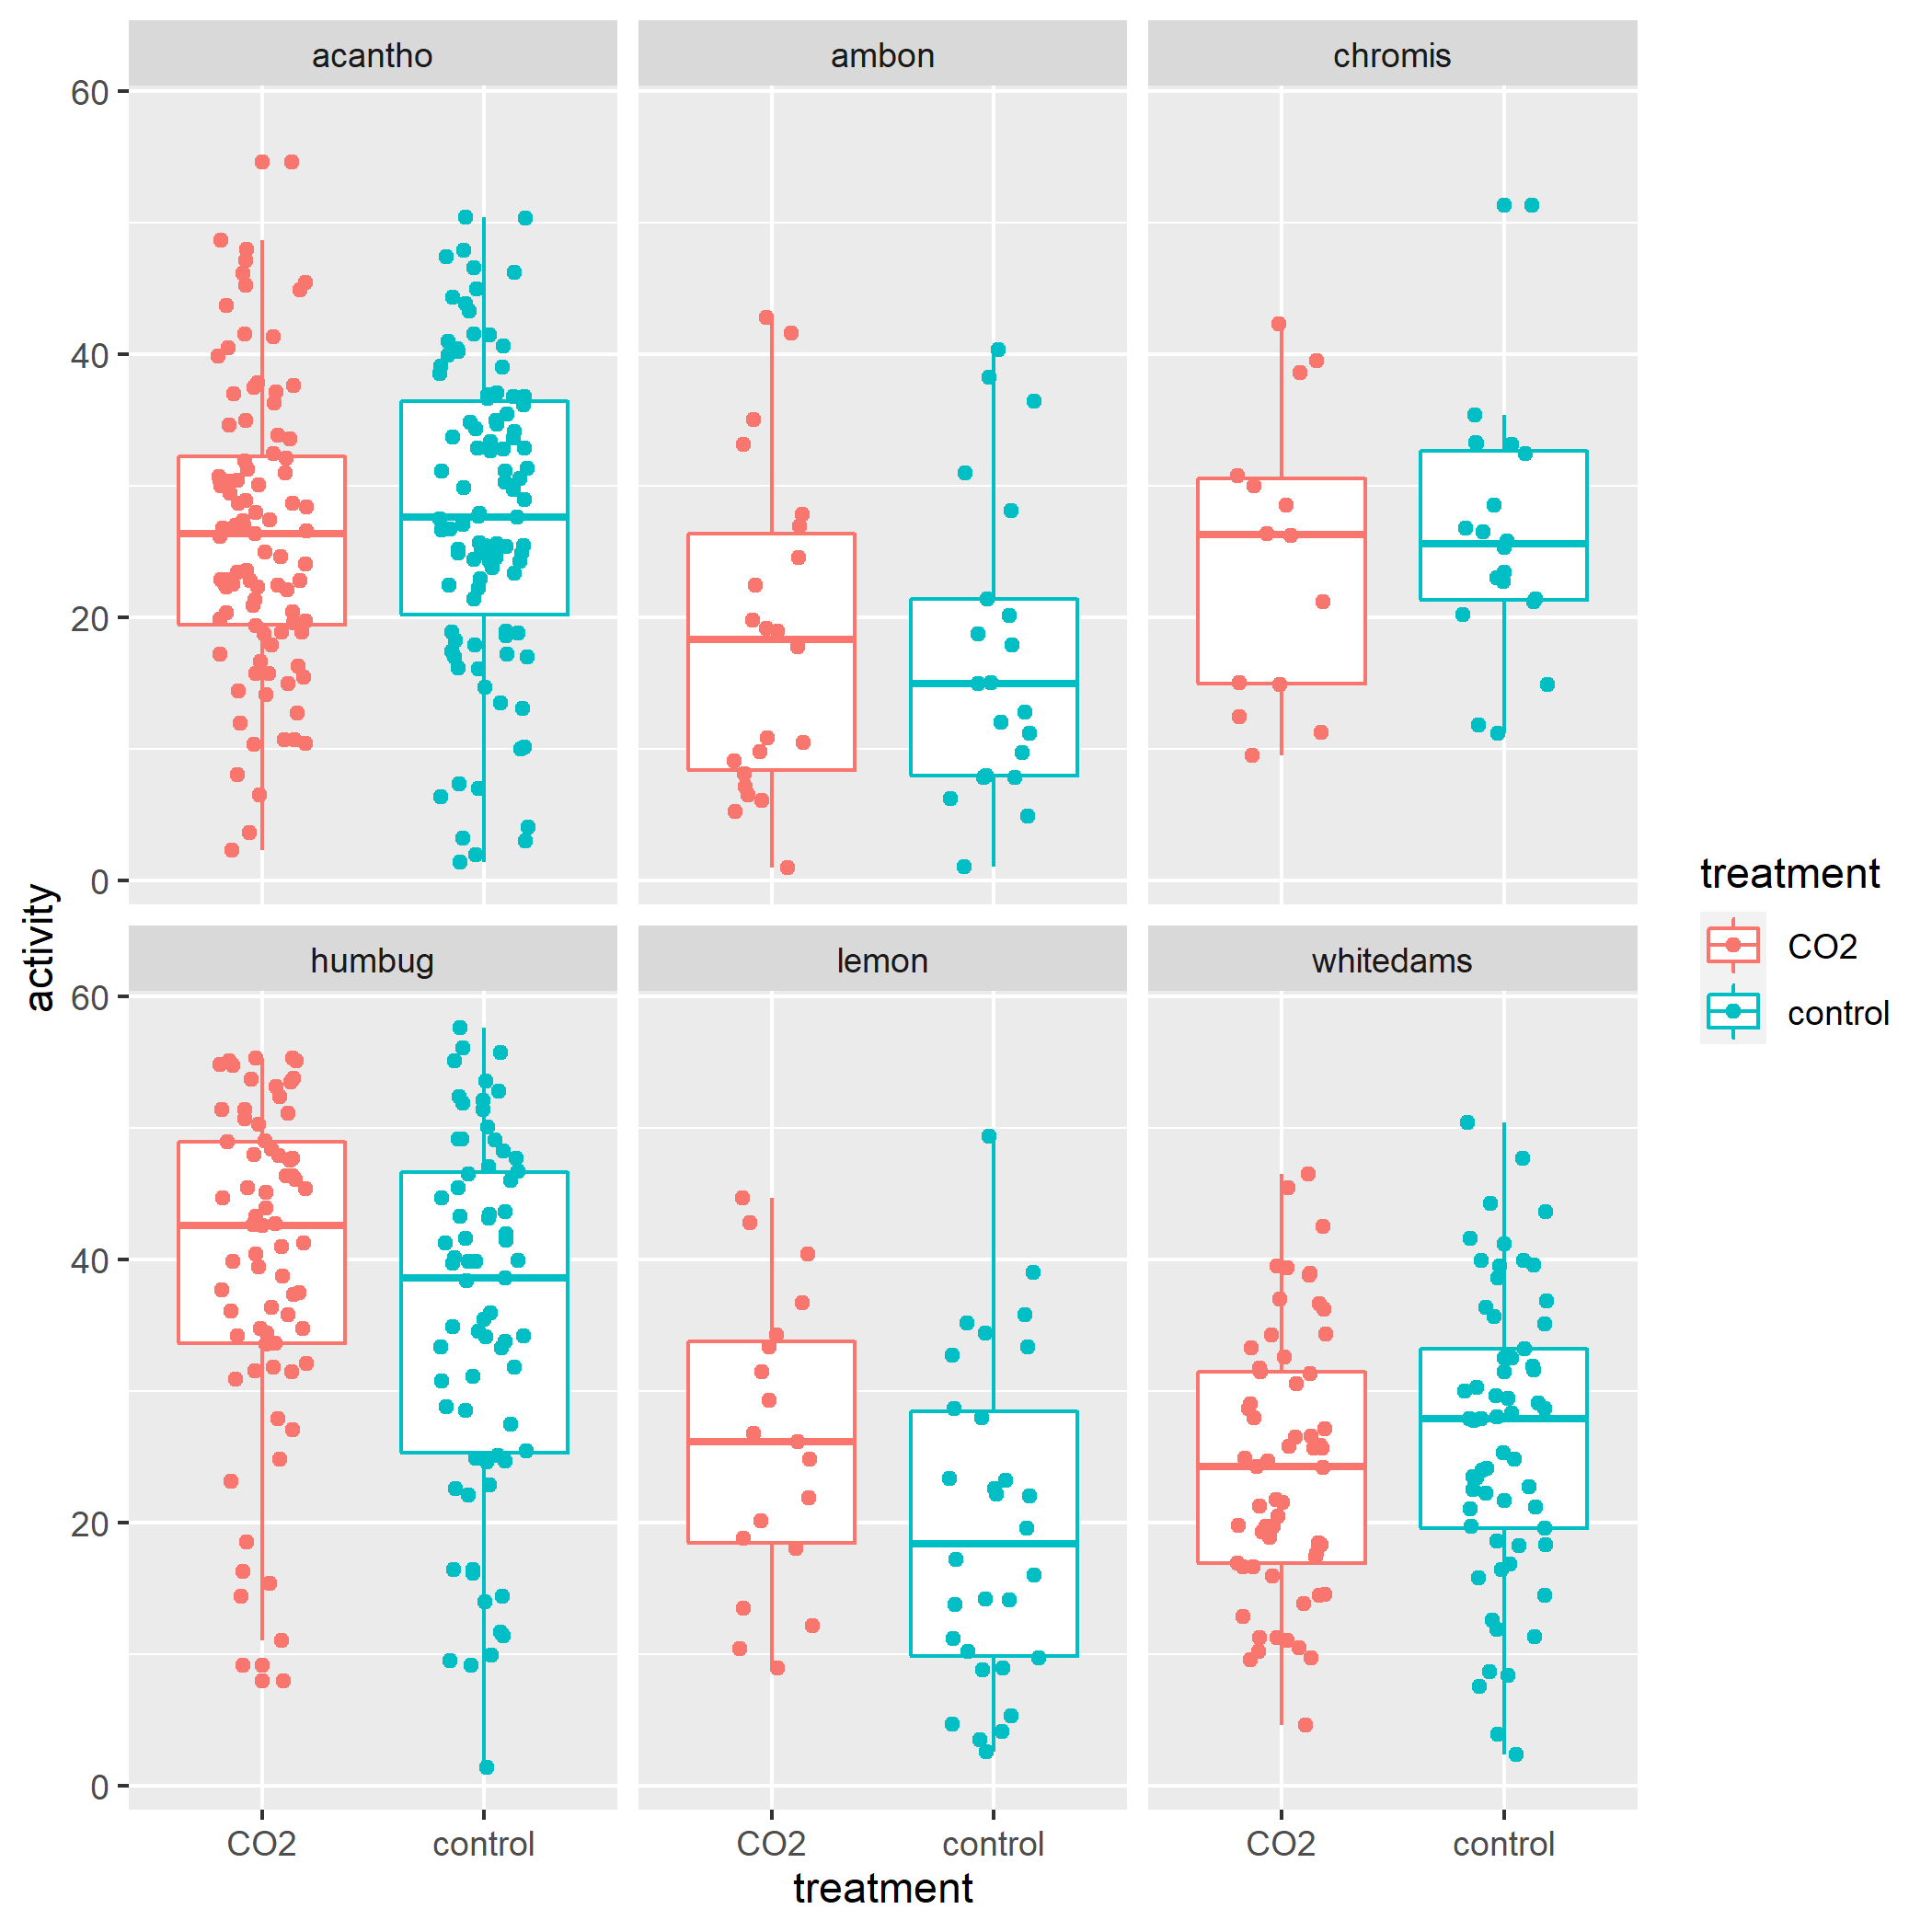 acantho
ambon
chromis
60
40
20
0
humbug
lemon
whitedams
60
40
20
0
CO2
control
CO2
control
CO2
control
treatment
activity
treatment
CO2
control